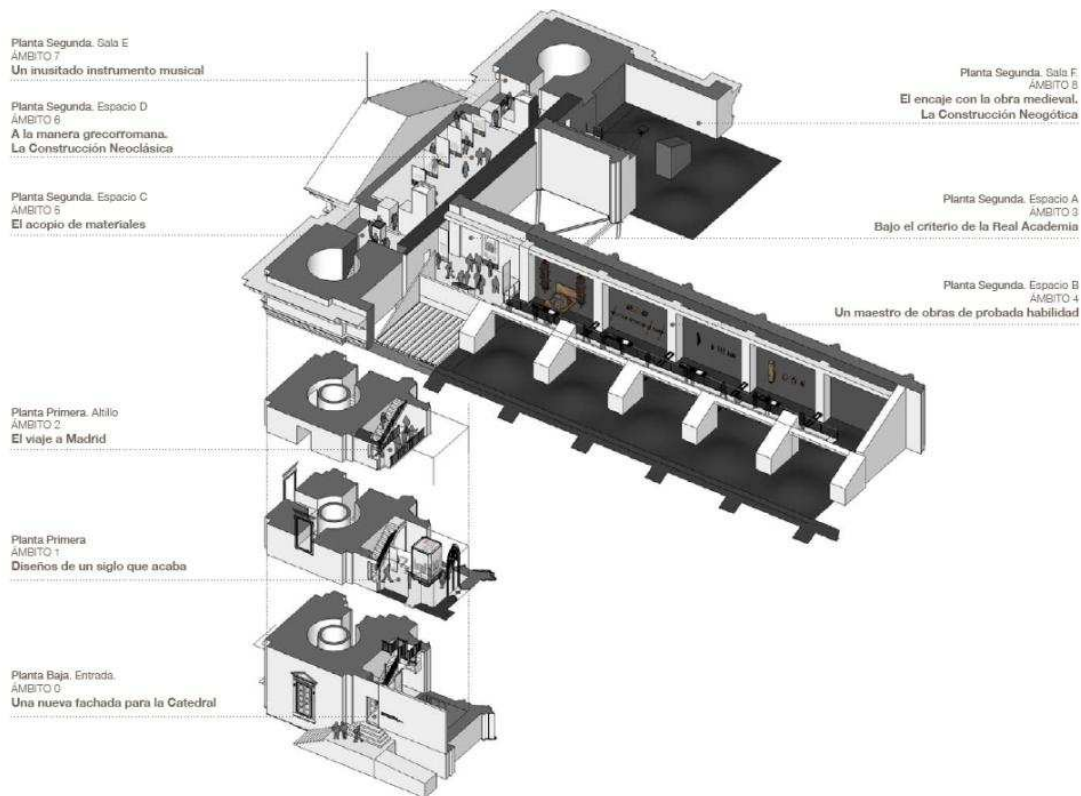 Planta Segunda. Sala E
ÁMBITO 7
Un inusitado instrumento musical
Planta Segunda. Espacio D
ÁMBITO 6
A la manera grecorromana.
La Construcción Neoclásica
Planta Segunda. Espacio C
ÁMBITO 5
El acopio de materiales
Planta Primera. Altillo
ÁMBITO 2
El viaje a Madrid
Planta Primera
ÁMBITO 1
Diseños de un siglo que acaba
Planta Baja. Entrada.
ÁMBITO 0
Una nueva fachada para la Catedral
Planta Segunda. Sala F.
ÁMBITO 8
El encaje con la obra medieval.
La Construcción Neogótica
Planta Segunda. Espacio A
ÁMBITO 3
Bajo el criterio de la Real Academia
Planta Segunda. Espacio B
ÁMBITO 4
Un maestro de obras de probada habilidad